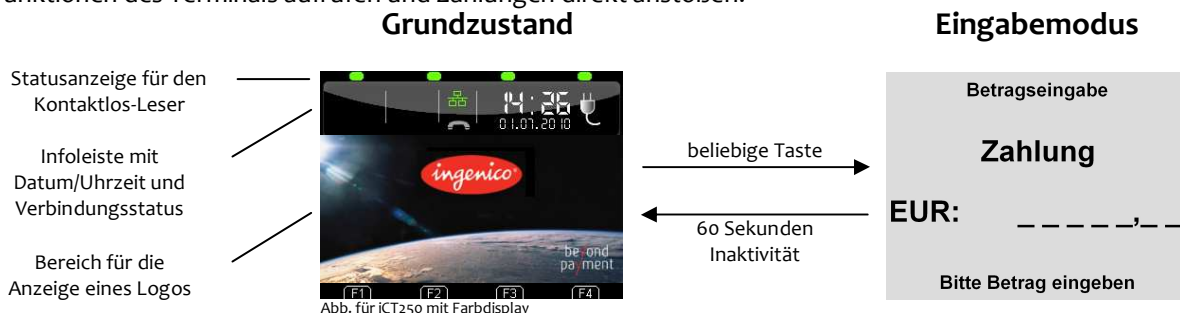 Funktionen des Terminals aufrufen und Zahlungen direkt anstoßen.
Grundzustand
Eingabemodus
Statusanzeige für den
Kontaktlos-Leser
Infoleiste mit
Datum/Uhrzeit und
Verbindungsstatus
Bereich für die
Anzeige eines Logos
14:26
01.07.2010
ingenico
beyond
payment
F1 F2 F3 F4
Abb. für iCT250 mit Farbdisplay
beliebige Taste
60 Sekunden
Inaktivität
Betragseingabe
Zahlung
EUR: _ _ _ _ _,_ _
Bitte Betrag eingeben